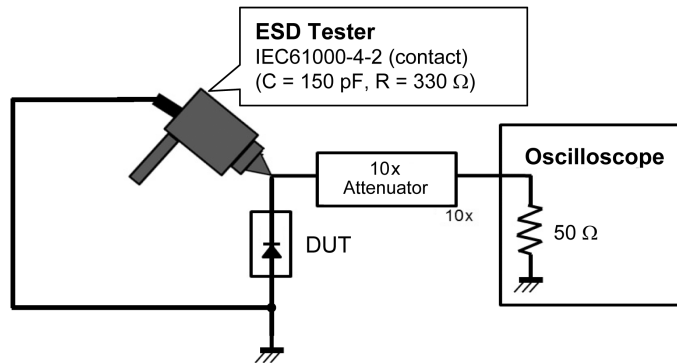 ESD Tester
IEC61000-4-2 (contact)
(C = 150 pF, R = 330 Ω)
10x
Attenuator
10x
Oscilloscope
50 Ω
DUT